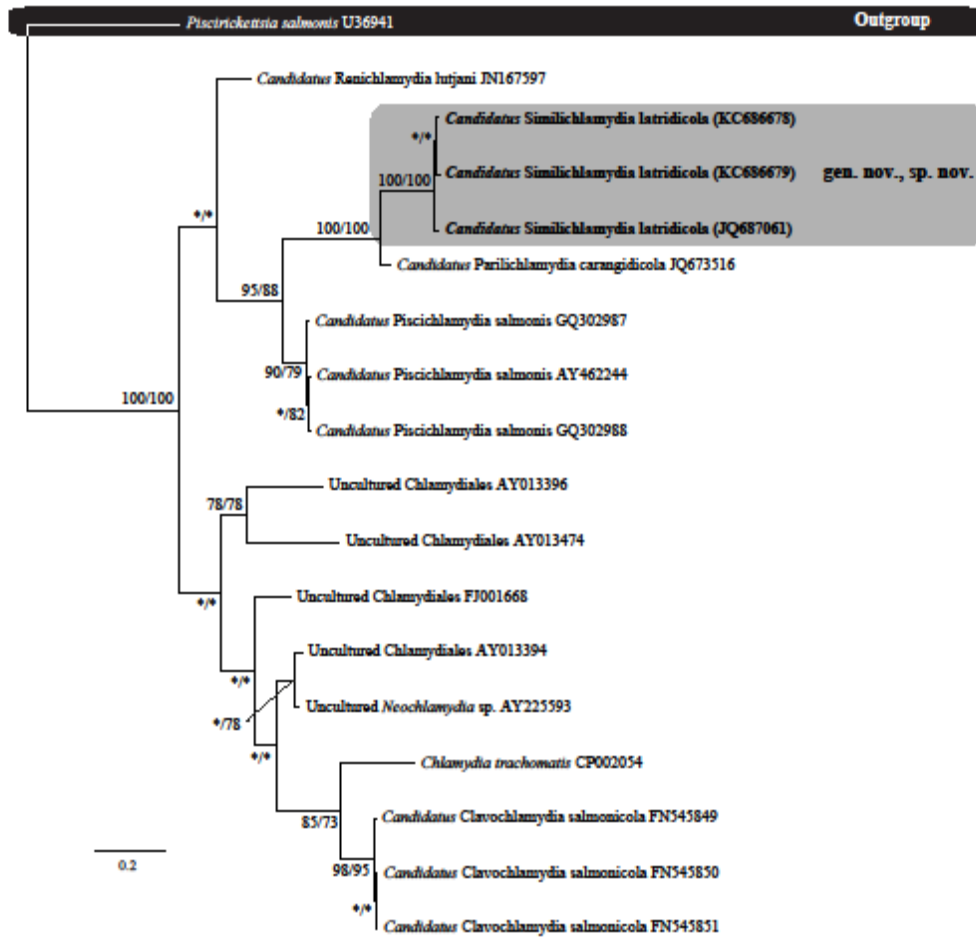 Piscirickettsia salmonis U36941 Outgroup
Candidatus Renichlamydia lutjani JN167597
Candidatus Similichlamydia latridicola (KC686678)
*/*
Candidatus Similichlamydia latridicola (KC686679) gen. nov., sp. nov.
100/100
*/*
100/100
Candidatus Similichlamydia latridicola (JQ687061)
Candidatus Parilichlamydia carangidicola JQ673516
95/88
Candidatus Piscichlamydia salmonis GQ302987
90/79
Candidatus Piscichlamydia salmonis AY462244
100/100
*/82
Candidatus Piscichlamydia salmonis GQ302988
Uncultured Chlamydiales AY013396
78/78
Uncultured Chlamydiales AY013474
*/*
Uncultured Chlamydiales FJ001668
Uncultured Chlamydiales AY013394
*/*
Uncultured Neochlamydia sp. AY225593
*/78
*/*
Chlamydia trachomatis CP002054
Candidatus Clavochlamydia salmonicola FN545849
85/73
0.2
98/95
Candidatus Clavochlamydia salmonicola FN545850
*/*
Candidatus Clavochlamydia salmonicola FN545851